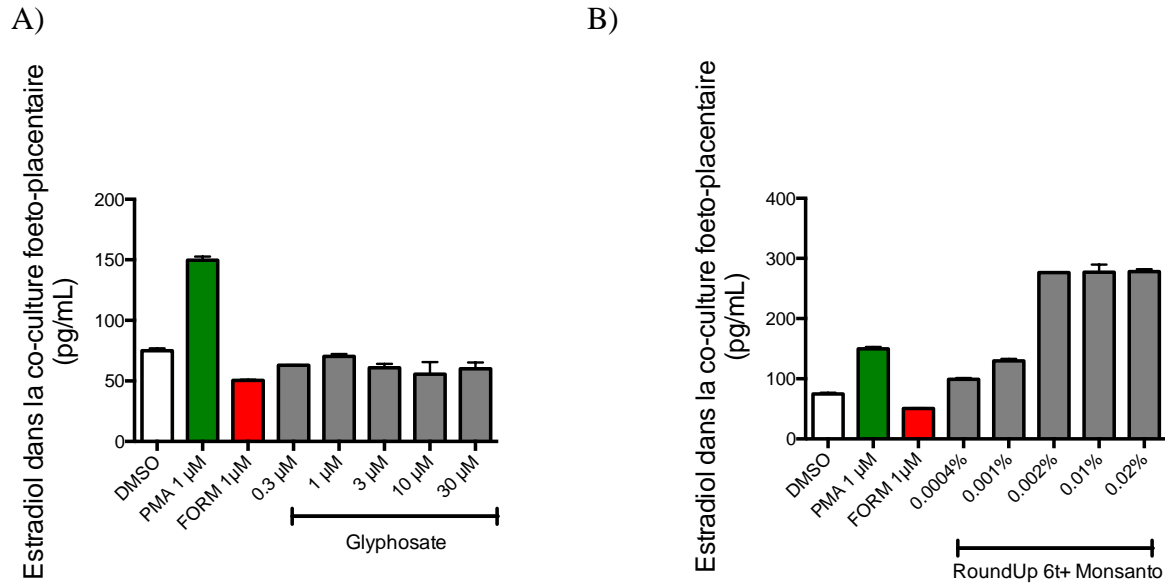 A)
Estradiol dans la co-culture foeto-placentaire
(pg/mL)
200
150
100
50
0
DMSO
PMA 1 µM
FORM 1µM
0.3 µM
1 µM
3 µM
10 µM
30 µM
Glyphosate
B)
Estradiol dans la co-culture foeto-placentaire
(pg/mL)
400
300
200
100
0
DMSO
PMA 1 µM
FORM 1µM
0.0004%
0.001%
0.002%
0.01%
0.02%
RoundUp 6t+ Monsanto